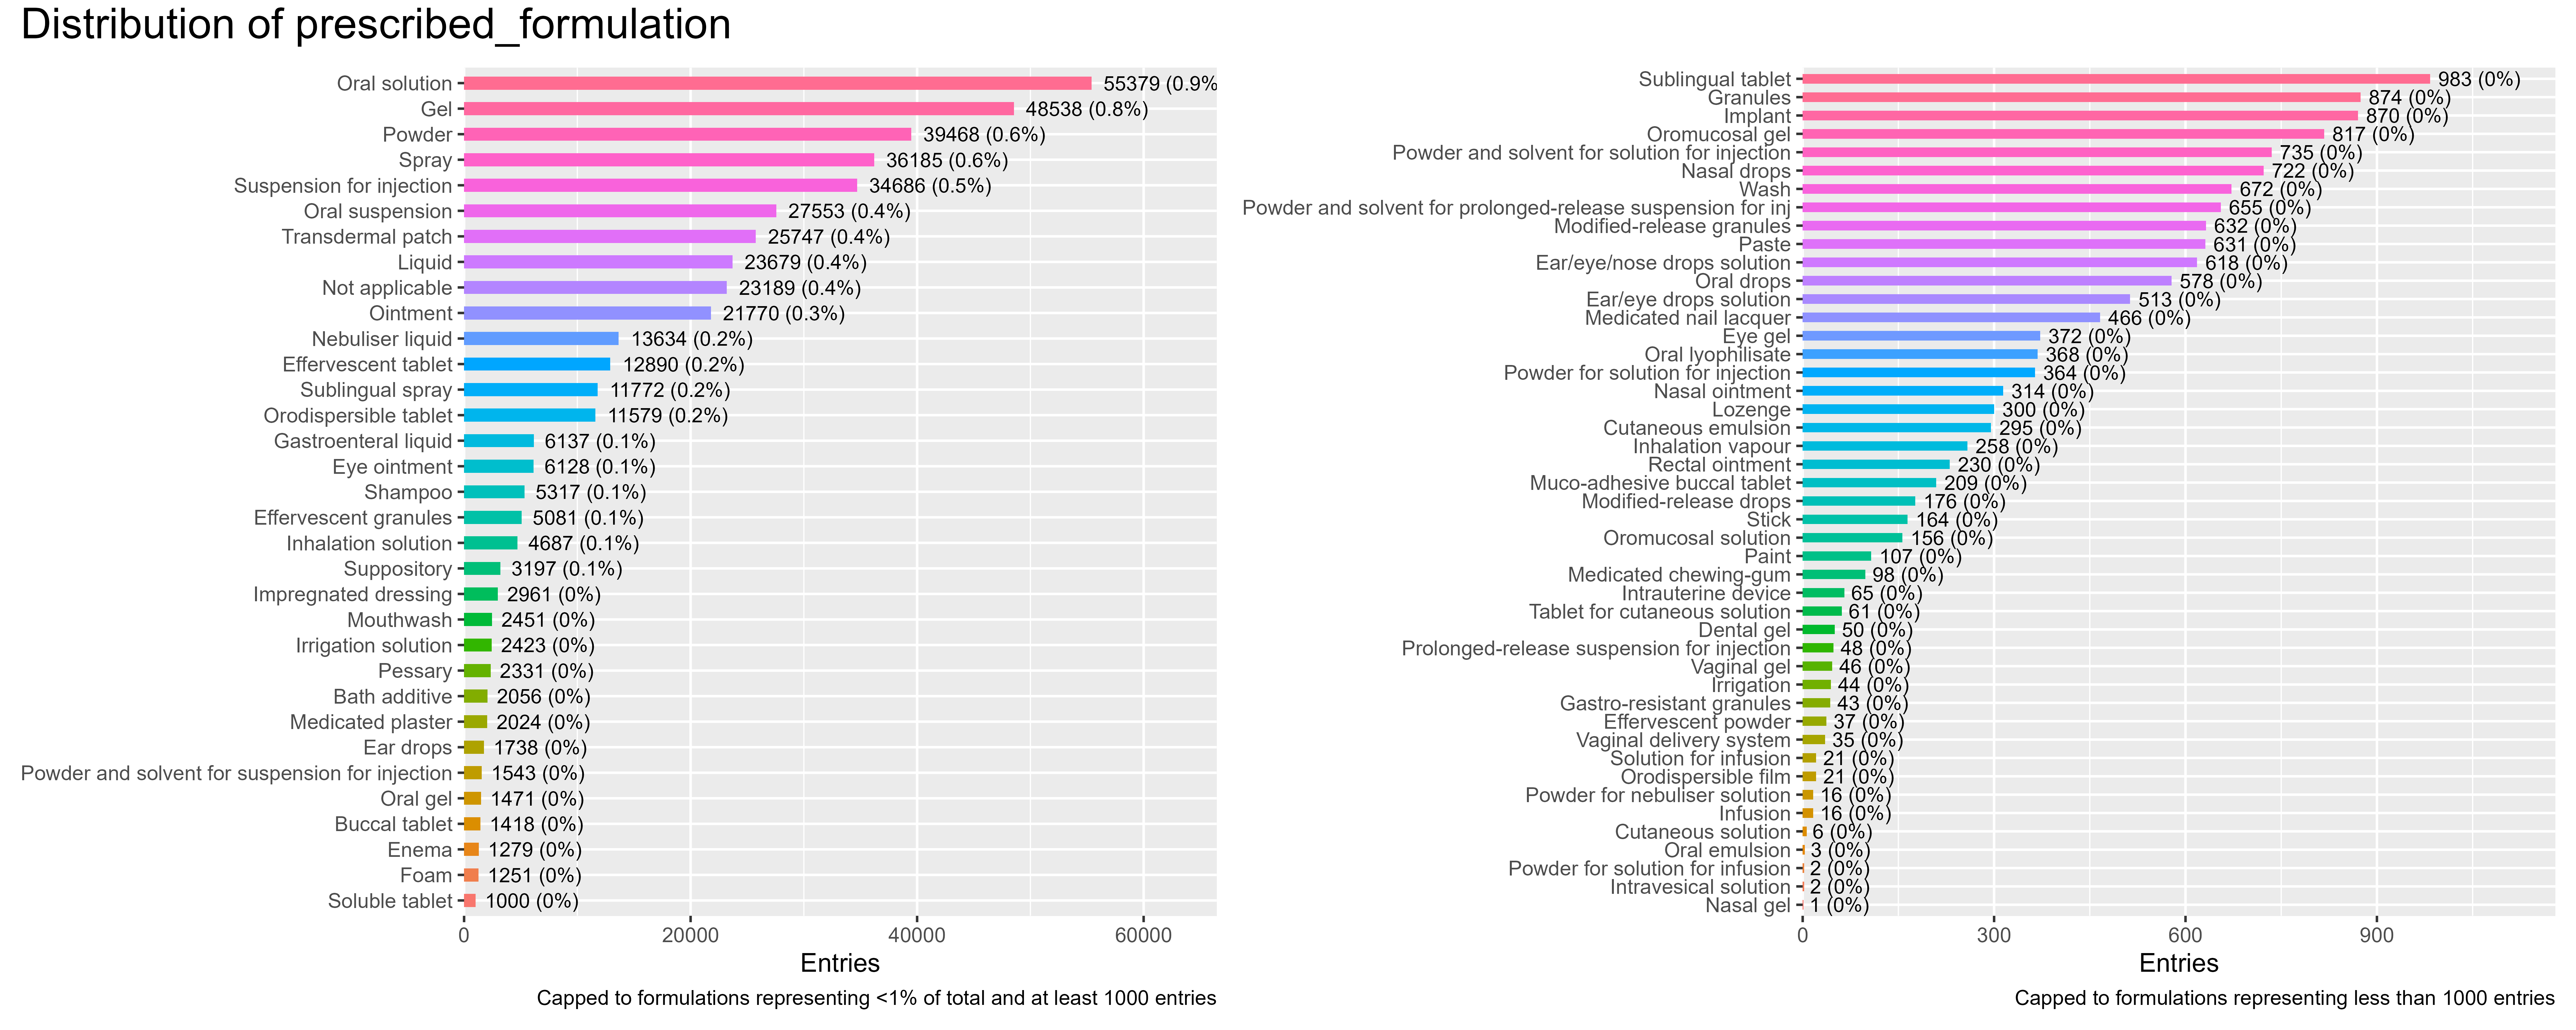 Distribution of prescribed_formulation
Oral solution 55379 (0.9%
Gel 48538 (0.8%)
Powder 39468 (0.6%)
Spray 36185 (0.6%)
Suspension for injection 34686 (0.5%)
Oral suspension 27553 (0.4%)
Transdermal patch 25747 (0.4%)
Liquid 23679 (0.4%)
Not applicable 23189 (0.4%)
Ointment 21770 (0.3%)
Nebuliser liquid 13634 (0.2%)
Effervescent tablet 12890 (0.2%)
Sublingual spray 11772 (0.2%)
Orodispersible tablet 11579 (0.2%)
Gastroenteral liquid 6137 (0.1%)
Eye ointment 6128 (0.1%)
Shampoo 5317 (0.1%)
Effervescent granules 5081 (0.1%)
Inhalation solution 4687 (0.1%)
Suppository 3197 (0.1%)
Impregnated dressing 2961 (0%)
Mouthwash 2451 (0%)
Irrigation solution 2423 (0%)
Pessary 2331 (0%)
Bath additive 2056 (0%)
Medicated plaster 2024 (0%)
Ear drops 1738 (0%)
Powder and solvent for suspension for injection 1543 (0%)
Oral gel 1471 (0%)
Buccal tablet 1418 (0%)
Enema 1279 (0%)
Foam 1251 (0%)
Soluble tablet 1000 (0%)
0 20000 40000 60000
Entries
Capped to formulations representing <1% of total and at least 1000 entries
Sublingual tablet 983 (0%)
Granules 874 (0%)
Implant 870 (0%)
Oromucosal gel 817 (0%)
Powder and solvent for solution for injection 735 (0%)
Nasal drops 722 (0%)
Wash 672 (0%)
Powder and solvent for prolonged-release suspension for inj 655 (0%)
Modified-release granules 632 (0%)
Paste 631 (0%)
Ear/eye/nose drops solution 618 (0%)
Oral drops 578 (0%)
Ear/eye drops solution 513 (0%)
Medicated nail lacquer 466 (0%)
Eye gel 372 (0%)
Oral lyophilisate 368 (0%)
Powder for solution for injection 364 (0%)
Nasal ointment 314 (0%)
Lozenge 300 (0%)
Cutaneous emulsion 295 (0%)
Inhalation vapour 258 (0%)
Rectal ointment 230 (0%)
Muco-adhesive buccal tablet 209 (0%)
Modified-release drops 176 (0%)
Stick 164 (0%)
Oromucosal solution 156 (0%)
Paint 107 (0%)
Medicated chewing-gum 98 (0%)
Intrauterine device 65 (0%)
Tablet for cutaneous solution 61 (0%)
Dental gel 50 (0%)
Prolonged-release suspension for injection 48 (0%)
Vaginal gel 46 (0%)
Irrigation 44 (0%)
Gastro-resistant granules 43 (0%)
Effervescent powder 37 (0%)
Vaginal delivery system 35 (0%)
Solution for infusion 21 (0%)
Orodispersible film 21 (0%)
Powder for nebuliser solution 16 (0%)
Infusion 16 (0%)
Cutaneous solution 6 (0%)
Oral emulsion 3 (0%)
Powder for solution for infusion 2 (0%)
Intravesical solution 2 (0%)
Nasal gel 1 (0%)
0 300 600 900
Entries
Capped to formulations representing less than 1000 entries